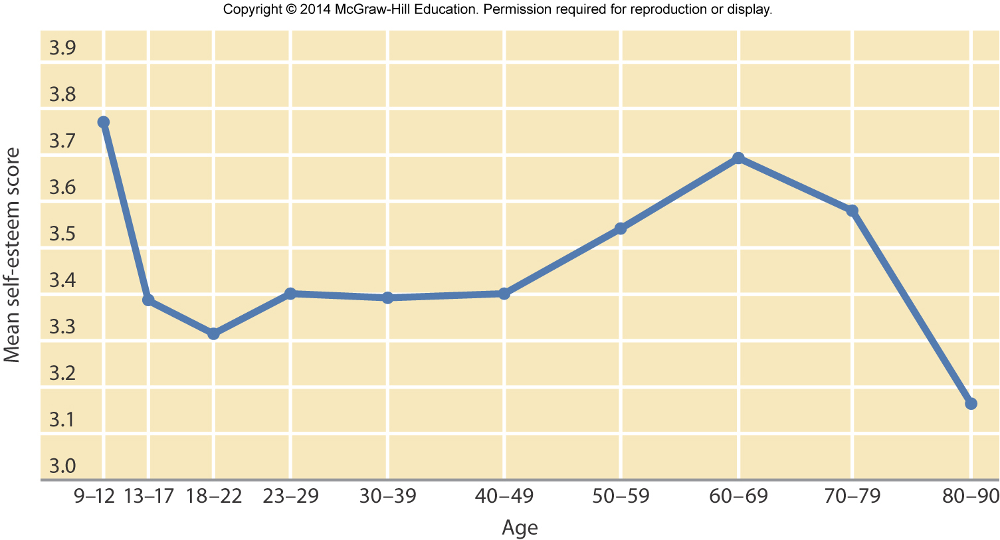 Copyright © 2014 McGraw-Hill Education. Permission required for reproduction or display.
3.9
3.8
3.7
3.6
3.5
3.4
3.3
3.2
3.1
3.0
Mean self-esteem score
9–12 13–17 18–22 23–29 30–39 40–49 50–59 60–69 70–79 80–90
Age